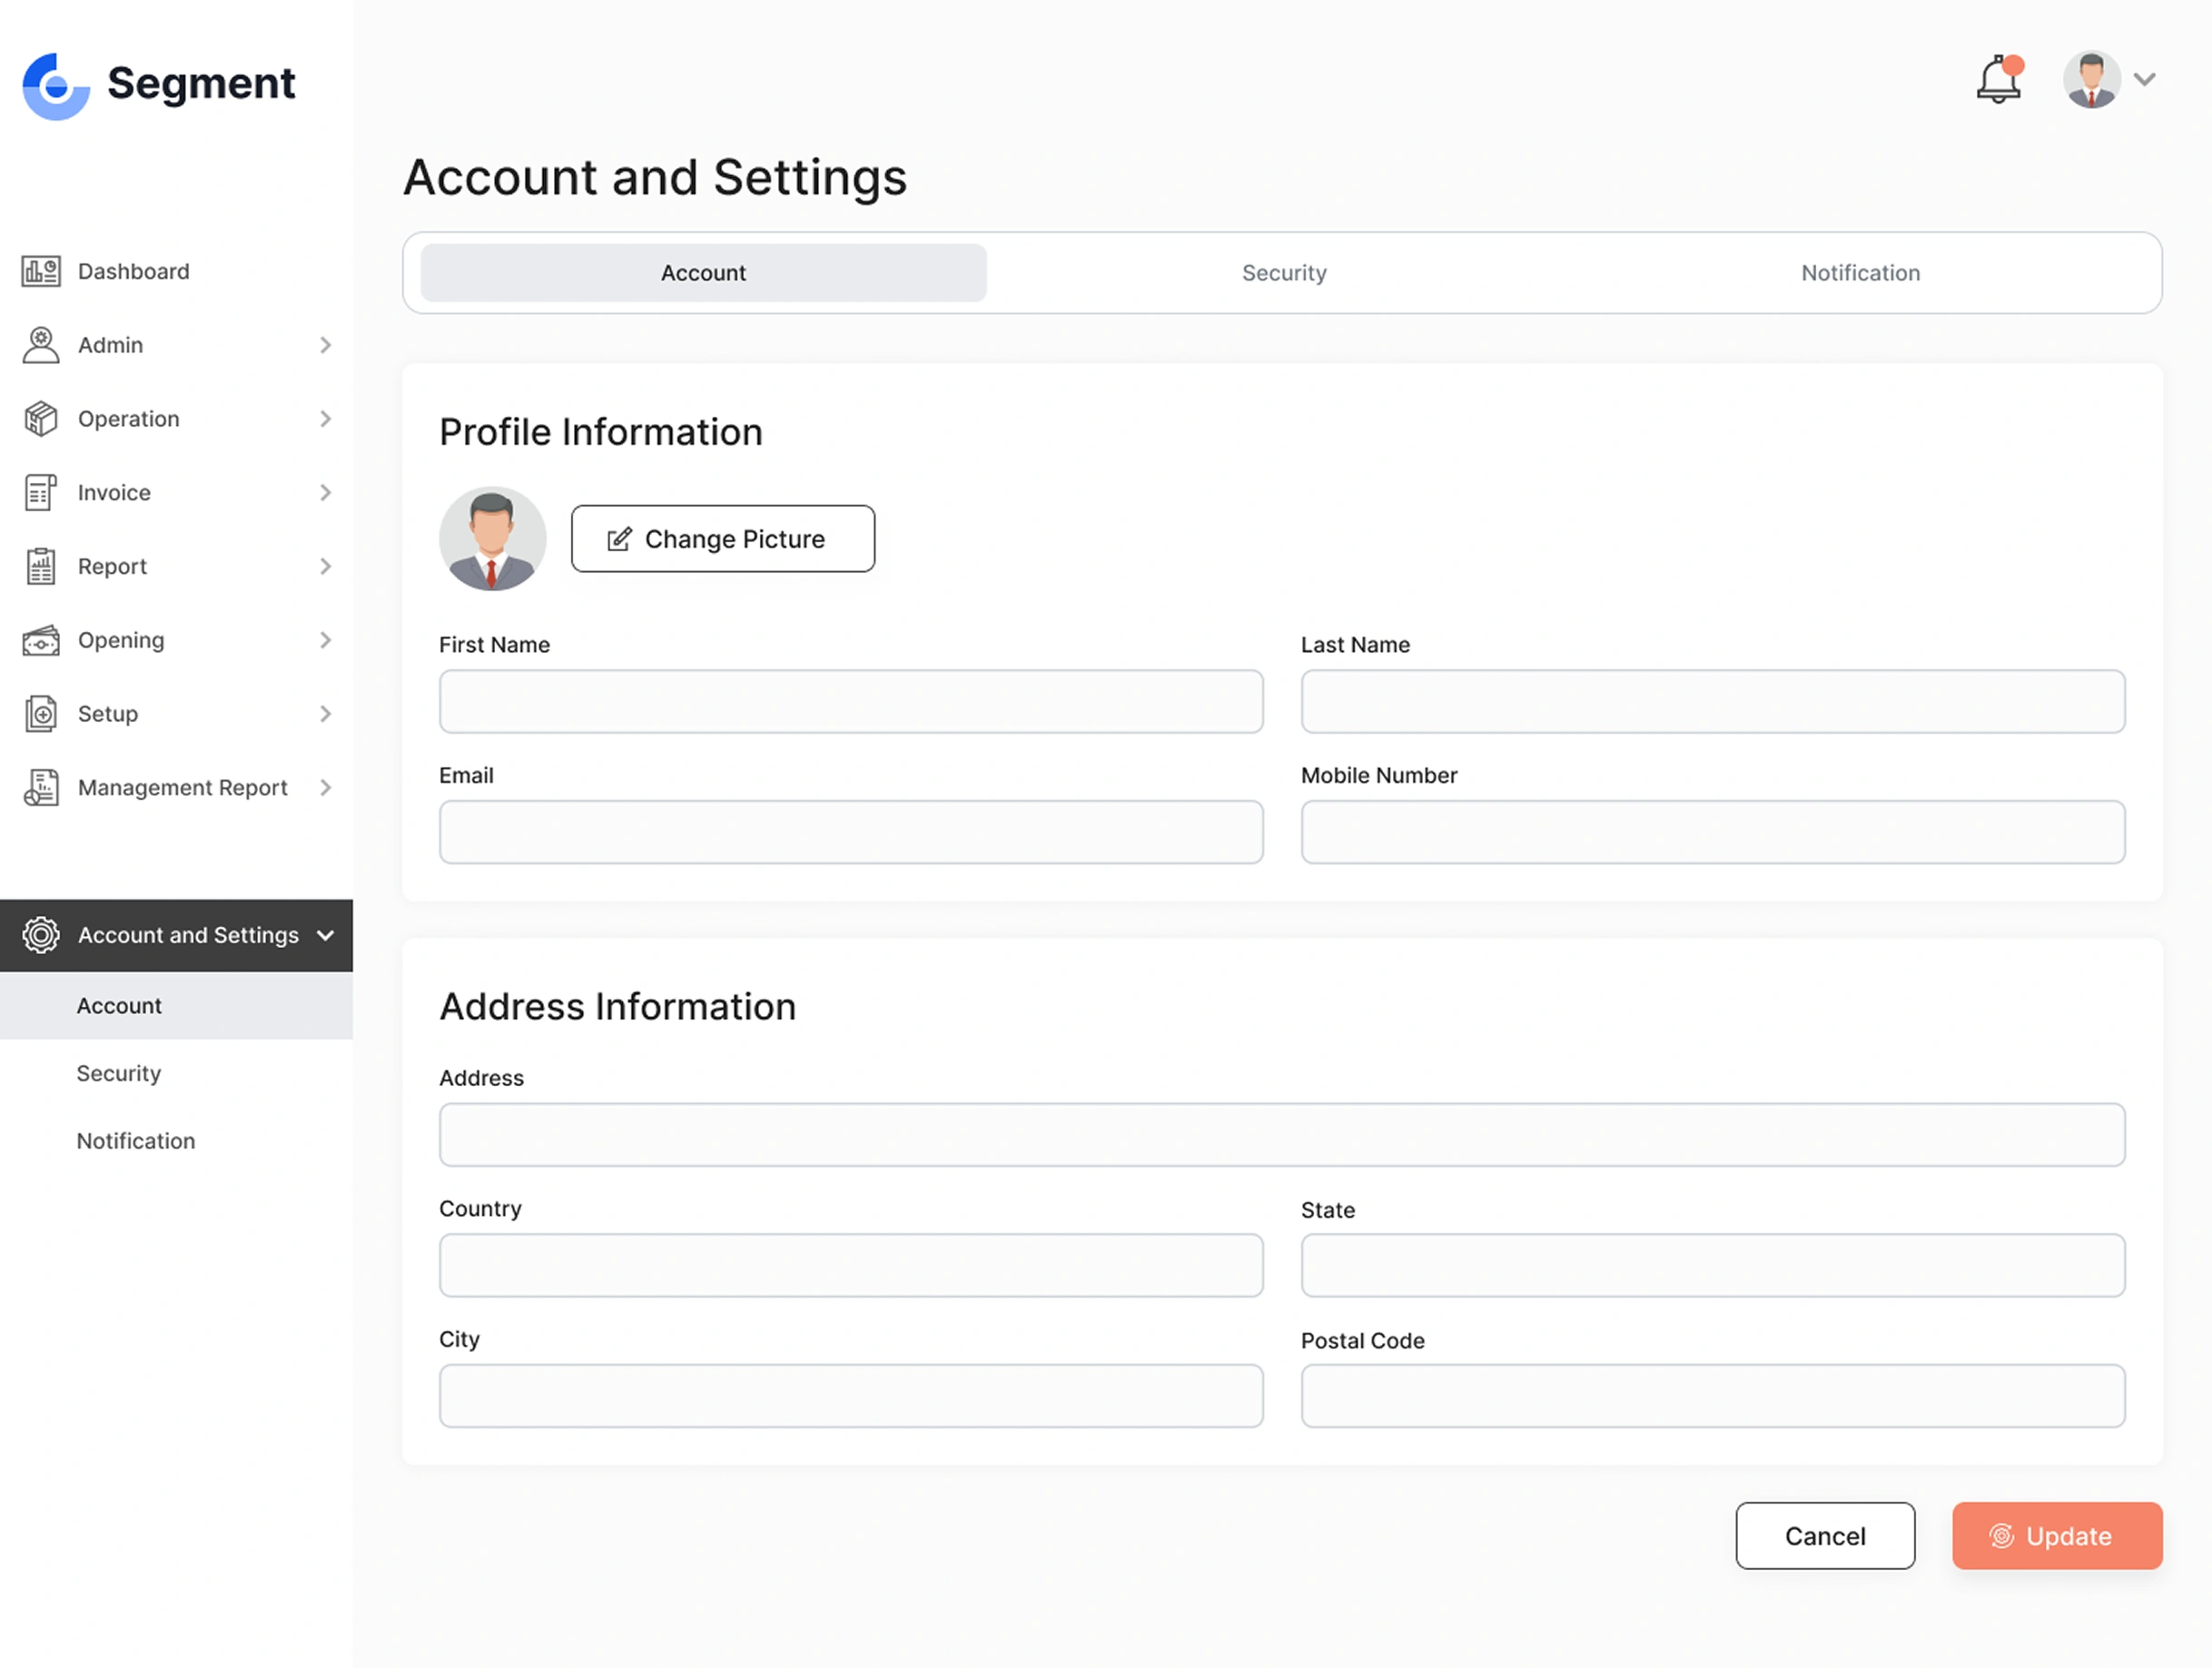 Segment
Dashboard
Admin
Operation
Invoice
Report
Opening
Setup
Management Report
Account and Settings
Account
Security
Notification
Account and Settings
Account
Security
Notification
Profile Information
Change Picture
First Name
Last Name
Email
Mobile Number
Address Information
Address
Country
State
City
Postal Code
Cancel
Update